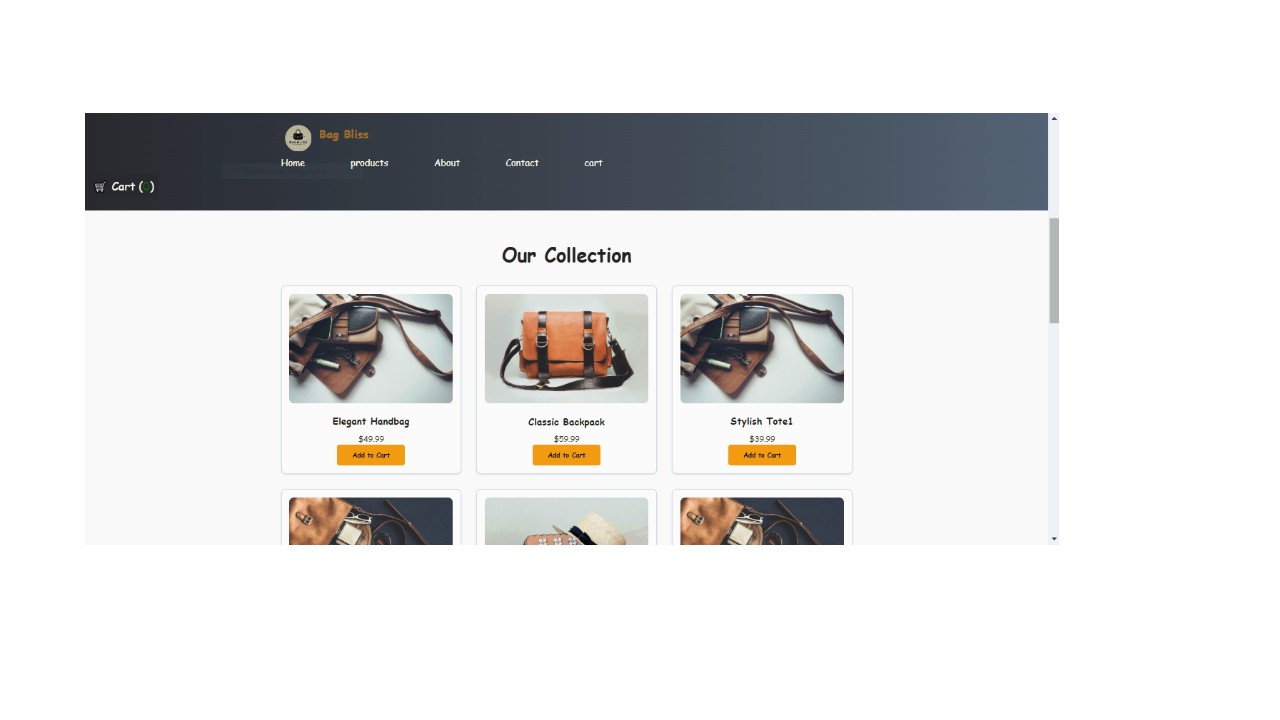 Bag Bliss
Home products About Contact cart
🛒 Cart (0)
Our Collection
Elegant Handbag
$49.99
Add to Cart
Classic Backpack
$59.99
Add to Cart
Stylish Tote1
$39.99
Add to Cart